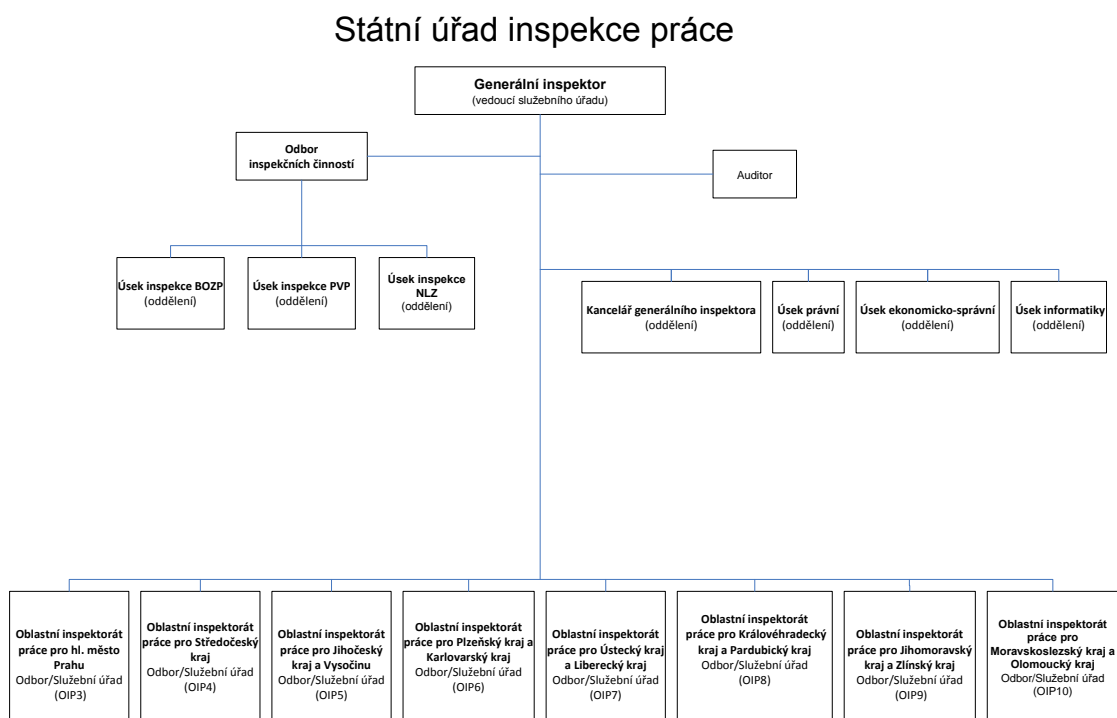 Státní úřad inspekce práce
Generální inspektor
(vedoucí služebního úřadu)
Odbor
inspekčních činností
Auditor
Úsek inspekce BOZP
(oddělení)
Úsek inspekce PVP
(oddělení)
Úsek inspekce
NLZ
(oddělení)
Kancelář generálního inspektora
(oddělení)
Úsek právní
(oddělení)
Úsek ekonomicko-správní
(oddělení)
Úsek informatiky
(oddělení)
Oblastní inspektorát
práce pro hl. město
Prahu
Odbor/Služební úřad
(OIP3)
Oblastní inspektorát
práce pro Středočeský
kraj
Odbor/Služební úřad
(OIP4)
Oblastní inspektorát
práce pro Jihočeský
kraj a Vysočinu
Odbor/Služební úřad
(OIP5)
Oblastní inspektorát
práce pro Plzeňský kraj a
Karlovarský kraj
Odbor/Služební úřad
(OIP6)
Oblastní inspektorát
práce pro Ústecký kraj
a Liberecký kraj
Odbor/Služební úřad
(OIP7)
Oblastní inspektorát
práce pro Královéhradecký
kraj a Pardubický kraj
Odbor/Služební úřad
(OIP8)
Oblastní inspektorát
práce pro Jihomoravský
kraj a Zlínský kraj
Odbor/Služební úřad
(OIP9)
Oblastní inspektorát
práce pro
Moravskoslezský kraj a
Olomoucký kraj
Odbor/Služební úřad
(OIP10)